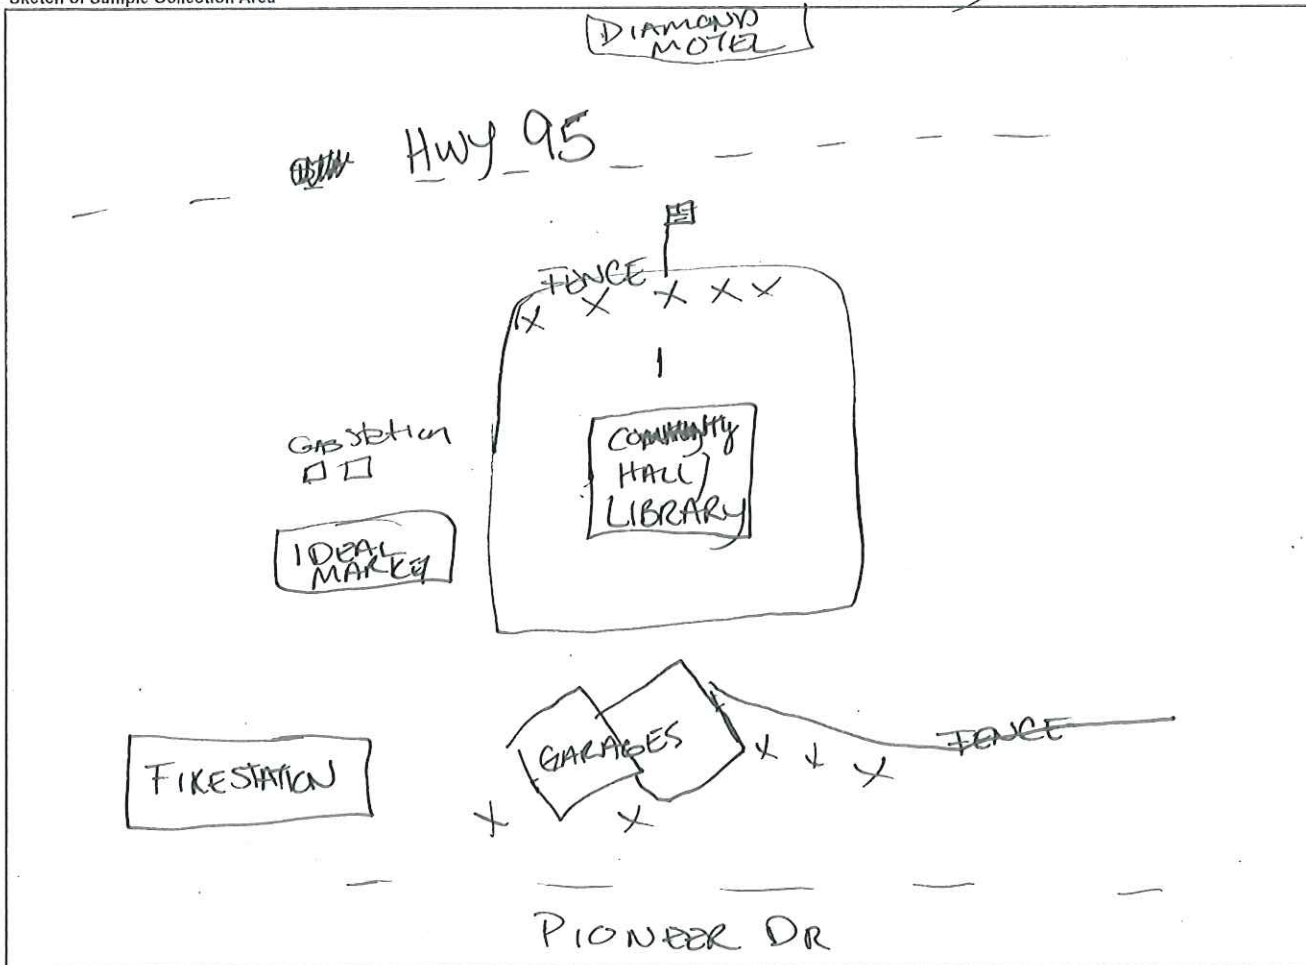 Sketch of Sample Collection Area
DIAMOND
MOTEL
HWY 95
FENCE
X X X X X
GAS Station
COMMUNITY
HALL/
LIBRARY
IDEAL
MARKET
GARAGES
FENCE
FIRESTATION
X X X
X X
PIONEER DR